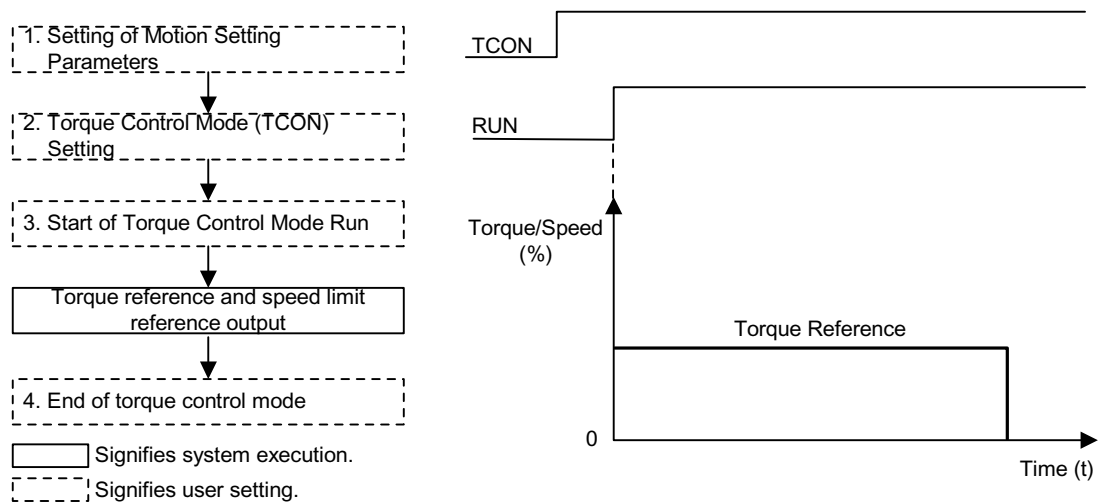 1. Setting of Motion Setting
Parameters
2. Torque Control Mode (TCON)
Setting
3. Start of Torque Control Mode Run
Torque reference and speed limit
reference output
4. End of torque control mode
Signifies system execution.
Signifies user setting.
TCON
RUN
Torque/Speed
(%)
Torque Reference
0
Time (t)